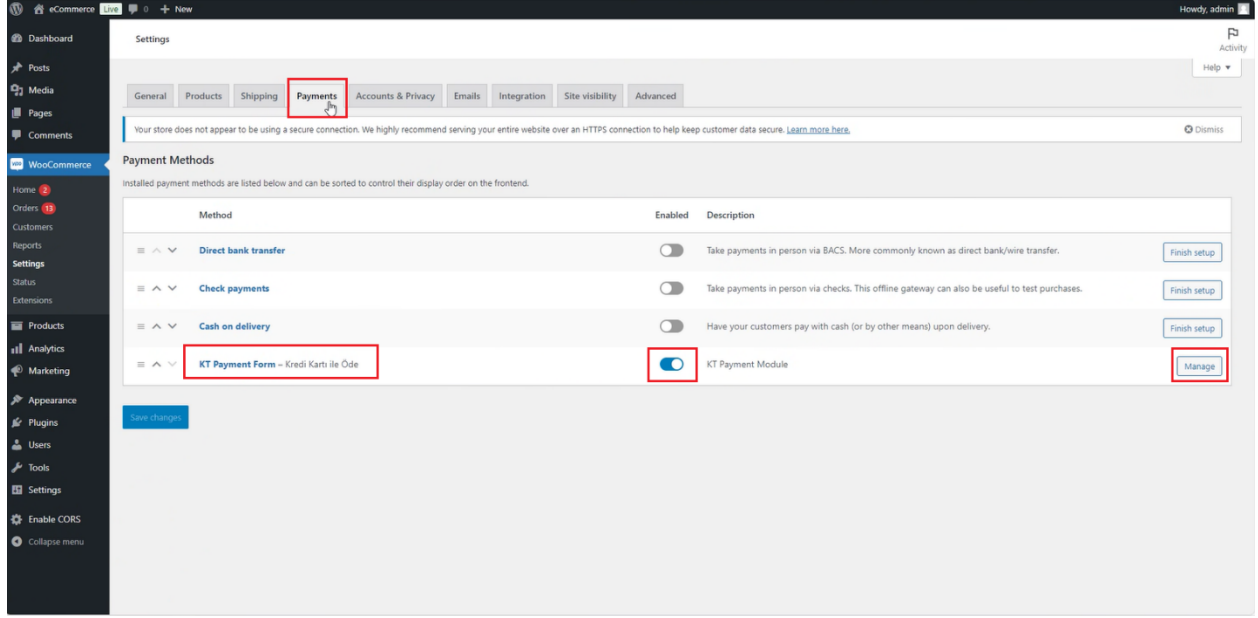 eCommerce Live 0 + New
Howdy, admin
Dashboard
Posts
Media
Pages
Comments
WooCommerce
Home 2
Orders 13
Customers
Reports
Settings
Status
Extensions
Products
Analytics
Marketing
Appearance
Plugins
Users
Tools
Settings
Enable CORS
Collapse menu
Settings
Activity
Help
General Products Shipping Payments Accounts & Privacy Emails Integration Site visibility Advanced
Your store does not appear to be using a secure connection. We highly recommend serving your entire website over an HTTPS connection to help keep customer data secure. Learn more here.
Dismiss
Payment Methods
Installed payment methods are listed below and can be sorted to control their display order on the frontend.
Method Enabled Description
Direct bank transfer Take payments in person via BACS. More commonly known as direct bank/wire transfer. Finish setup
Check payments Take payments in person via checks. This offline gateway can also be useful to test purchases. Finish setup
Cash on delivery Have your customers pay with cash (or by other means) upon delivery. Finish setup
KT Payment Form – Kredi Kartı ile Öde KT Payment Module Manage
Save changes